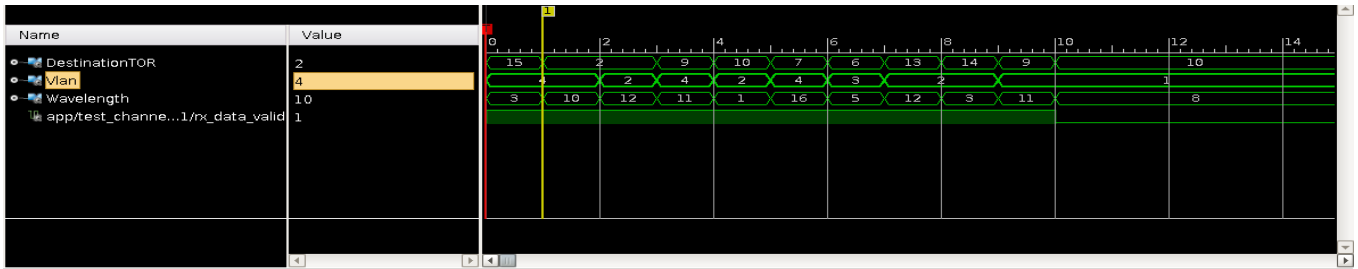 1
Name Value
0 2 4 6 8 10 12 14
DestinationTOR 2 15 2 9 10 7 6 13 14 9 10
Vlan 4 4 2 4 2 4 3 2 1
Wavelength 10 3 10 12 11 1 16 5 12 3 11 8
app/test_channe...1/rx_data_valid 1